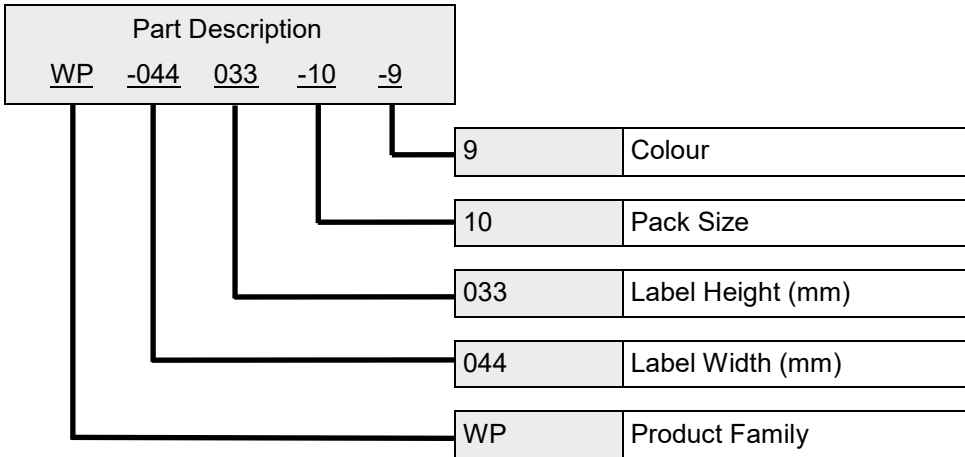 Part Description
WP -044 033 -10 -9
9 Colour
10 Pack Size
033 Label Height (mm)
044 Label Width (mm)
WP Product Family